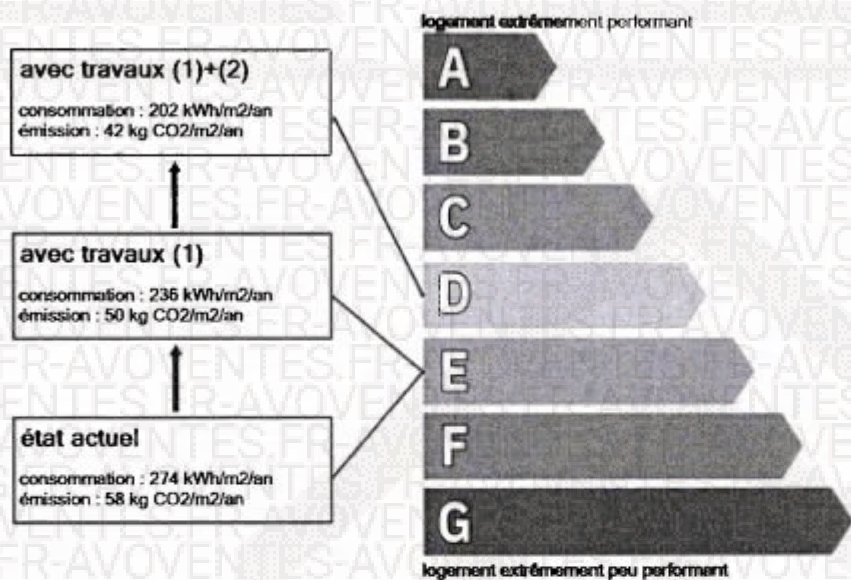 logement extrêmement performant
avec travaux (1)+(2)
consommation : 202 kWh/m2/an
émission : 42 kg CO2/m2/an
avec travaux (1)
consommation : 236 kWh/m2/an
émission : 50 kg CO2/m2/an
état actuel
consommation : 274 kWh/m2/an
émission : 58 kg CO2/m2/an
A
B
C
D
E
F
G
logement extrêmement peu performant
AVOVENTES.FR